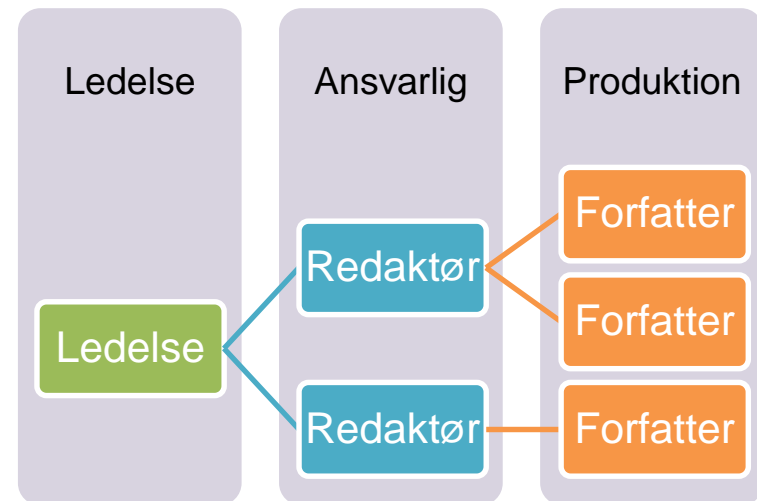 Ledelse
Ansvarlig
Produktion
Ledelse
Redaktør
Redaktør
Forfatter
Forfatter
Forfatter